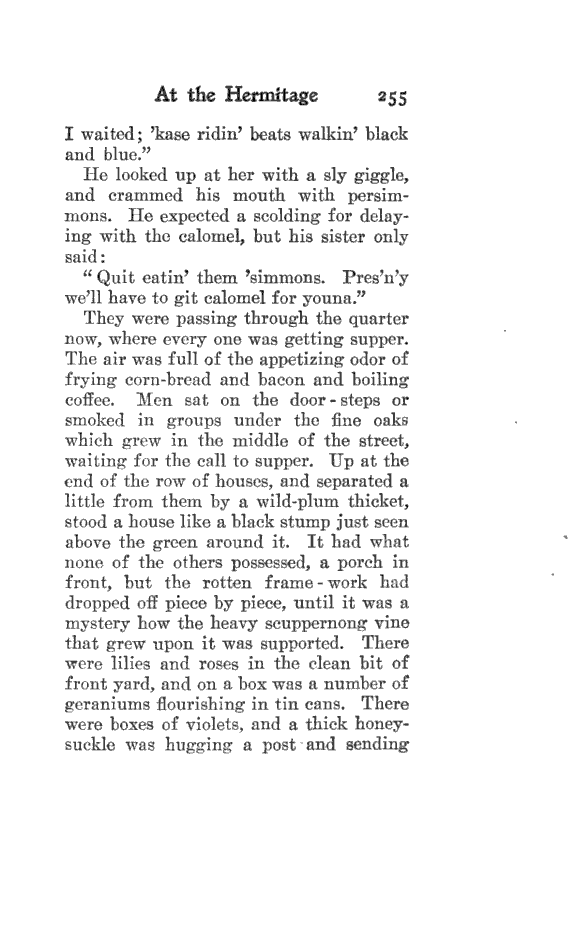 At the Hermitage 255
I waited; ’kase ridin’ beats walkin’ black
and blue.”
He looked up at her with a sly giggle,
and crammed his mouth with persim-
mons. He expected a scolding for delay-
ing with the calomel, but his sister only
said:
“Quit eatin’ them ’simmons. Pres’n’y
we’ll have to git calomel for youna.”
They were passing through the quarter
now, where every one was getting supper.
The air was full of the appetizing odor of
frying corn-bread and bacon and boiling
coffee. Men sat on the door-steps or
smoked in groups under the fine oaks
which grew in the middle of the street,
waiting for the call to supper. Up at the
end of the row of houses, and separated a
little from them by a wild-plum thicket,
stood a house like a black stump just seen
above the green around it. It had what
none of the others possessed, a porch in
front, but the rotten frame-work had
dropped off piece by piece, until it was a
mystery how the heavy scuppernong vine
that grew upon it was supported. There
were lilies and roses in the clean bit of
front yard, and on a box was a number of
geraniums flourishing in tin cans. There
were boxes of violets, and a thick honey-
suckle was hugging a post and sending